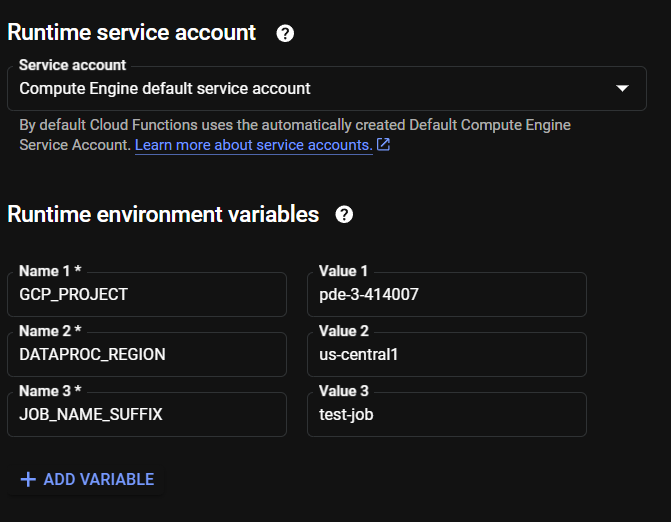 Runtime service account ?
Service account
Compute Engine default service account
By default Cloud Functions uses the automatically created Default Compute Engine
Service Account. Learn more about service accounts.
Runtime environment variables ?
Name 1 * Value 1
GCP_PROJECT pde-3-414007
Name 2 * Value 2
DATAPROC_REGION us-central1
Name 3 * Value 3
JOB_NAME_SUFFIX test-job
+ ADD VARIABLE